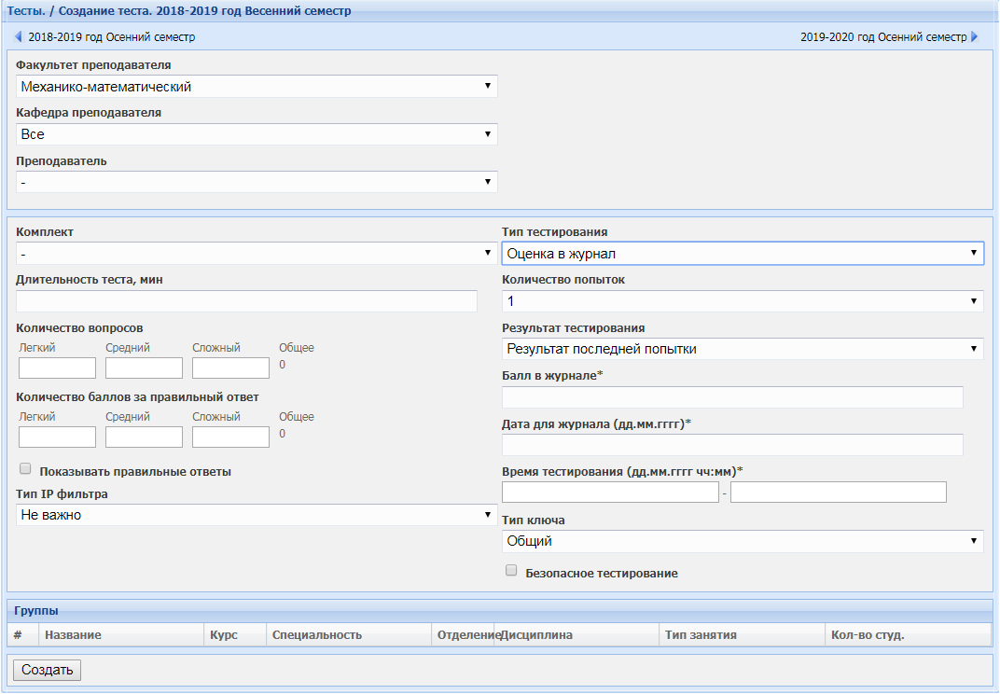 Тесты. / Создание теста. 2018-2019 год Весенний семестр
2018-2019 год Осенний семестр
2019-2020 год Осенний семестр
Факультет преподавателя
Механико-математический
Кафедра преподавателя
Все
Преподаватель
-
Комплект
-
Длительность теста, мин
Количество вопросов
Легкий Средний Сложный Общее
0
Количество баллов за правильный ответ
Легкий Средний Сложный Общее
0
Показывать правильные ответы
Тип IP фильтра
Не важно
Тип тестирования
Оценка в журнал
Количество попыток
1
Результат тестирования
Результат последней попытки
Балл в журнале*
Дата для журнала (дд.мм.гггг)*
Время тестирования (дд.мм.гггг чч:мм)*
-
Тип ключа
Общий
Безопасное тестирование
Группы
# Название Курс Специальность Отделение Дисциплина Тип занятия Кол-во студ.
Создать